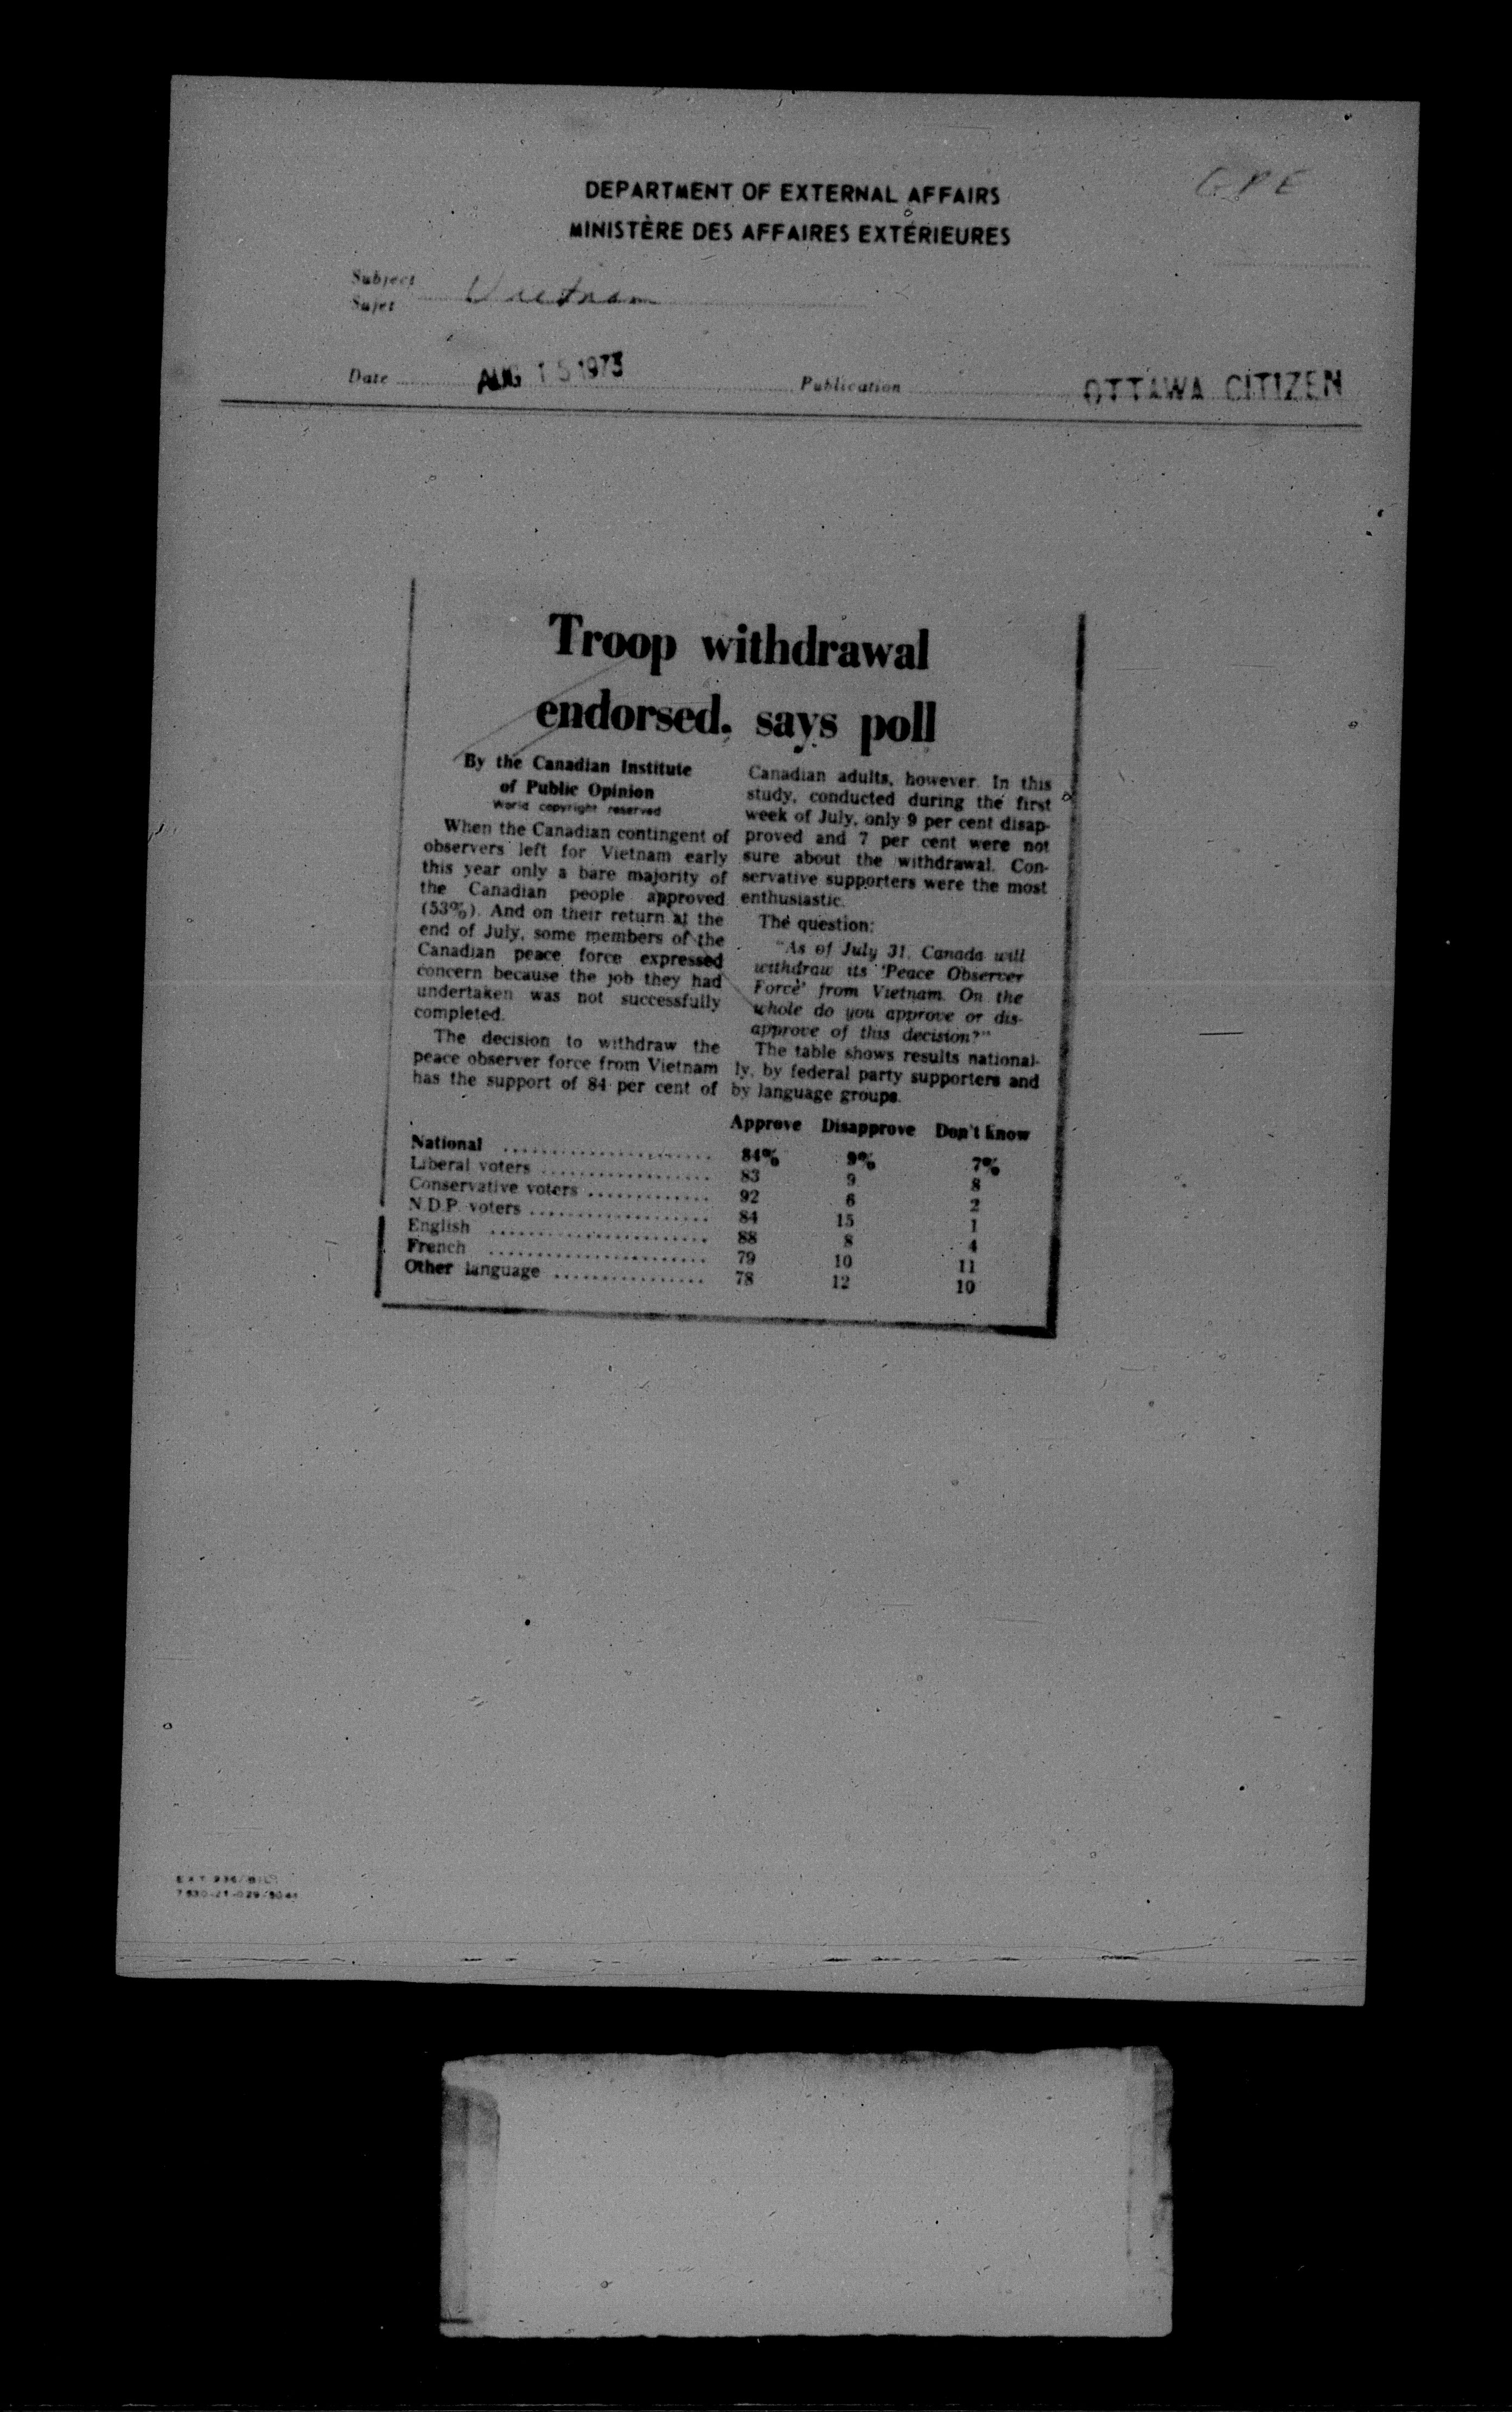 GPE
DEPARTMENT OF EXTERNAL AFFAIRS
MINISTÈRE DES AFFAIRES EXTÉRIEURES
Subject
Sujet
Vietnam
Date AUG 15 1973 Publication OTTAWA CITIZEN
Troop withdrawal
endorsed, says poll
By the Canadian Institute
of Public Opinion
World copyright reserved
When the Canadian contingent of
observers left for Vietnam early
this year only a bare majority of
the Canadian people approved
(53%). And on their return at the
end of July, some members of the
Canadian peace force expressed
concern because the job they had
undertaken was not successfully
completed.
The decision to withdraw the
peace observer force from Vietnam
has the support of 84 per cent of
Canadian adults, however. In this
study, conducted during the first
week of July, only 9 per cent disap-
proved and 7 per cent were not
sure about the withdrawal. Con-
servative supporters were the most
enthusiastic.
The question:
"As of July 31, Canada will
withdraw its 'Peace Observer
Force' from Vietnam. On the
whole do you approve or dis-
approve of this decision?"
The table shows results national-
ly, by federal party supporters and
by language groups.
Approve Disapprove Don't know
National ...................... 84% 9% 7%
Liberal voters .................. 83 9 8
Conservative voters ............. 92 6 2
N.D.P. voters ................... 84 15 1
English ....................... 88 8 4
French ....................... 79 10 11
Other language ................ 78 12 10